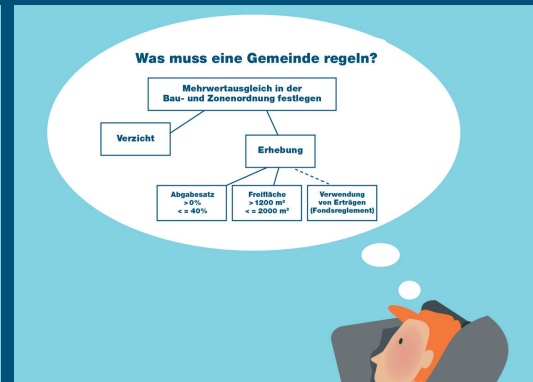 Was muss eine Gemeinde regeln?
Mehrwertausgleich in der
Bau- und Zonenordnung festlegen
Verzicht
Erhebung
Abgabesatz
>0%
<= 40%
Freifläche
>1200 m²
<= 2000 m²
Verwendung
von Erträgen
(Fondsreglement)